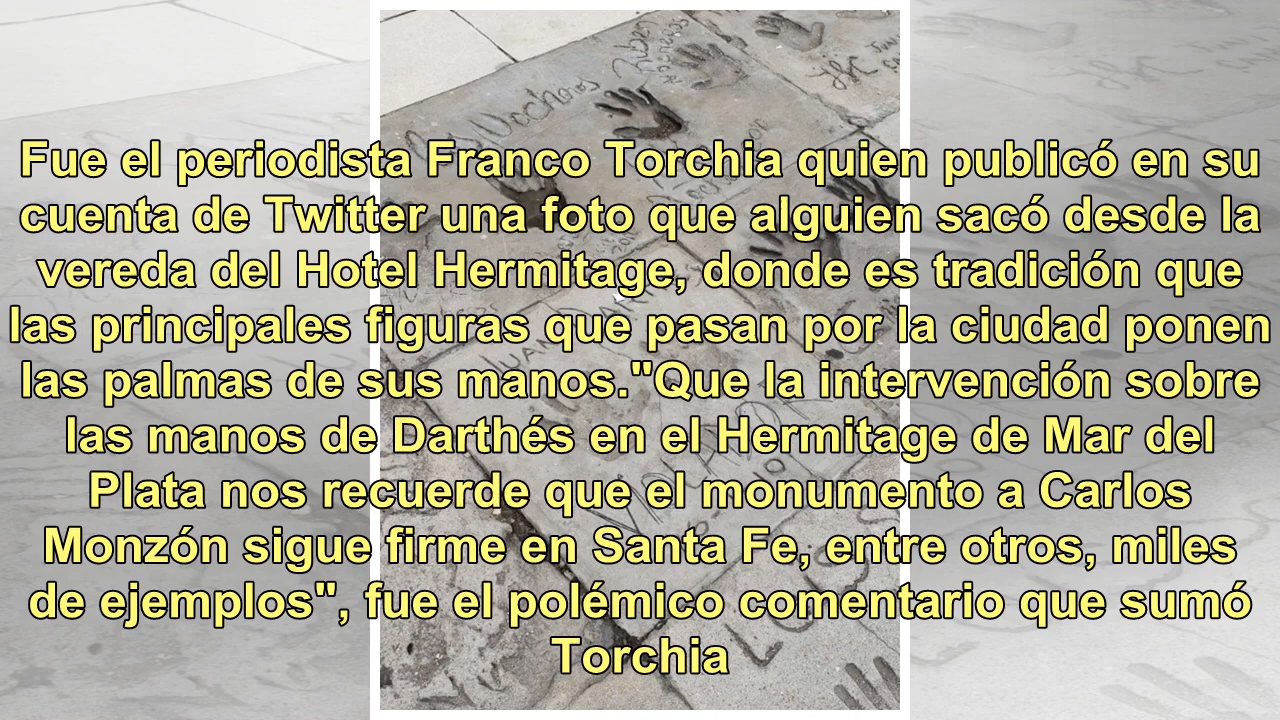 Fue el periodista Franco Torchia quien publicó en su
cuenta de Twitter una foto que alguien sacó desde la
vereda del Hotel Hermitage, donde es tradición que
las principales figuras que pasan por la ciudad ponen
las palmas de sus manos."Que la intervención sobre
las manos de Darthés en el Hermitage de Mar del
Plata nos recuerde que el monumento a Carlos
Monzón sigue firme en Santa Fe, entre otros, miles
de ejemplos", fue el polémico comentario que sumó
Torchia